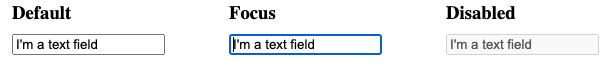 Default Focus Disabled
I'm a text field I'm a text field I'm a text field